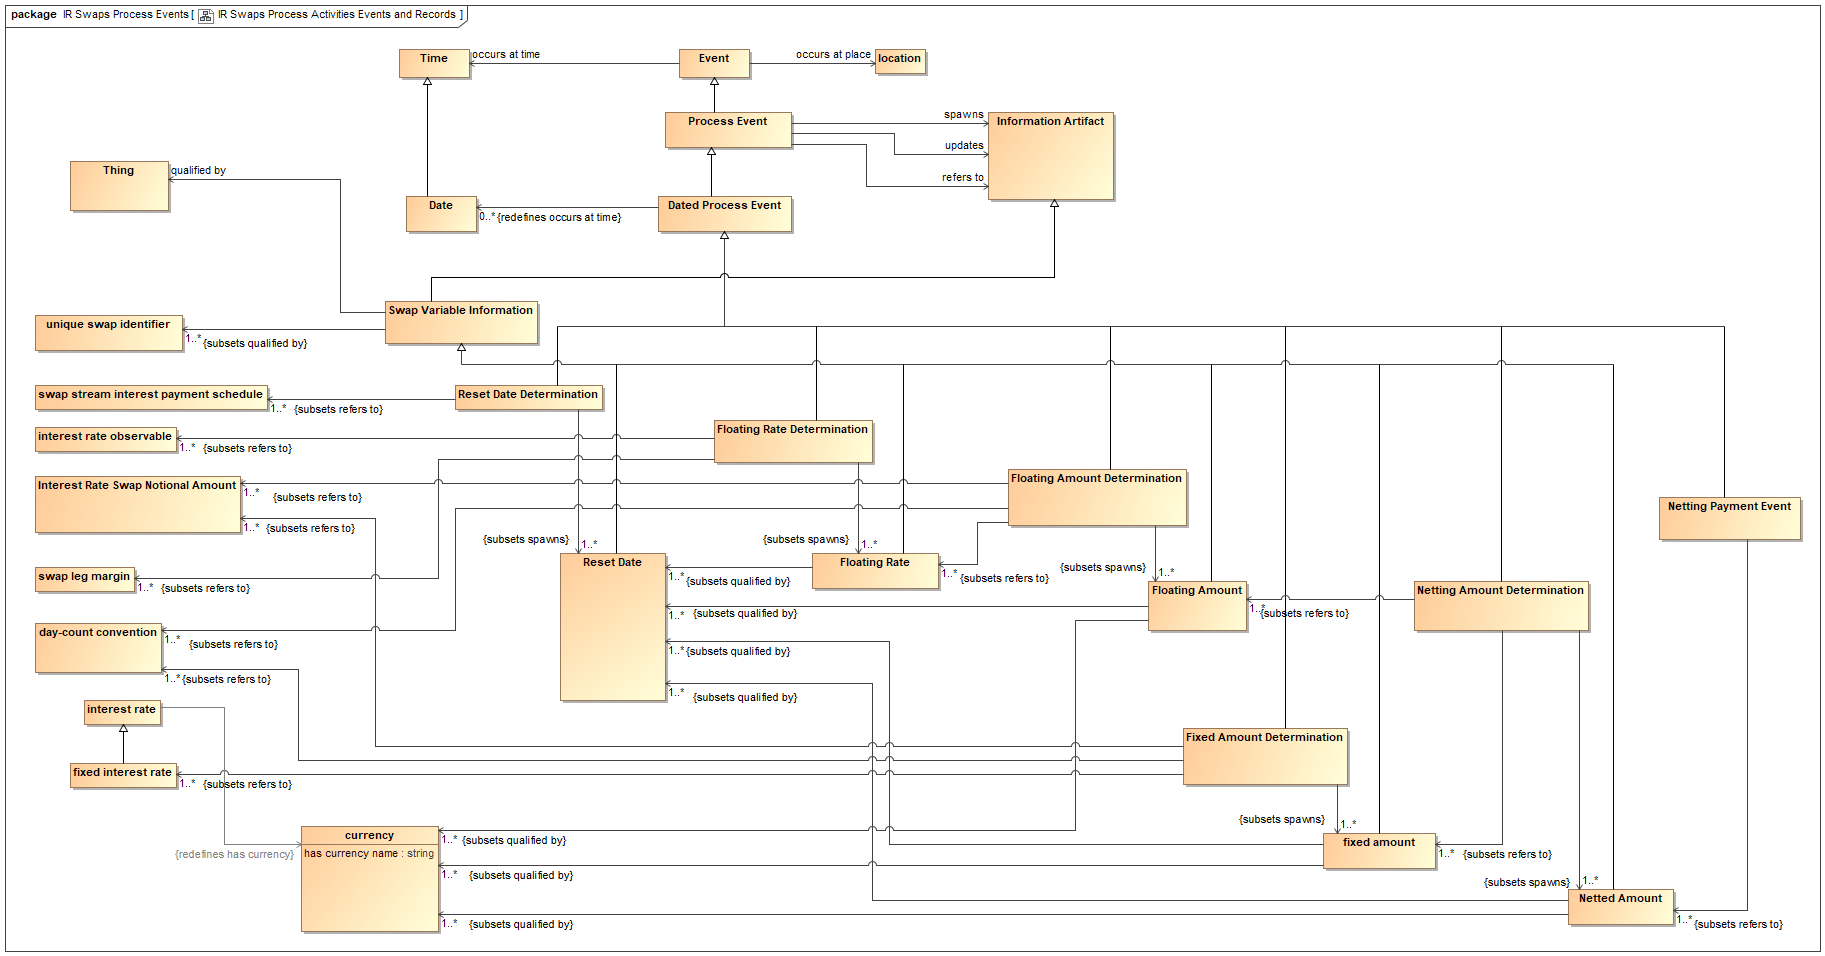 package IR Swaps Process Events [ IR Swaps Process Activities Events and Records ]
Time
occurs at time
Event
occurs at place
location
Process Event
spawns
Information Artifact
updates
refers to
Thing
qualified by
Date
0..* {redefines occurs at time}
Dated Process Event
Swap Variable Information
unique swap identifier
1..* {subsets qualified by}
swap stream interest payment schedule
1..* {subsets refers to}
Reset Date Determination
interest rate observable
1..* {subsets refers to}
Floating Rate Determination
Interest Rate Swap Notional Amount
1..* {subsets refers to}
1..* {subsets refers to}
Floating Amount Determination
Netting Payment Event
{subsets spawns} 1..*
{subsets spawns} 1..*
Reset Date
Floating Rate
1..* {subsets qualified by}
1..* {subsets refers to}
{subsets spawns} 1..*
swap leg margin
1..* {subsets refers to}
Floating Amount
1..* {subsets refers to}
Netting Amount Determination
1..* {subsets qualified by}
day-count convention
1..* {subsets refers to}
1..* {subsets qualified by}
1..* {subsets refers to}
1..* {subsets qualified by}
interest rate
Fixed Amount Determination
fixed interest rate
1..* {subsets refers to}
{subsets spawns} 1..*
currency
has currency name : string
{redefines has currency}
1..* {subsets qualified by}
fixed amount
1..* {subsets refers to}
1..* {subsets qualified by}
{subsets spawns} 1..*
Netted Amount
1..* {subsets refers to}
1..* {subsets qualified by}